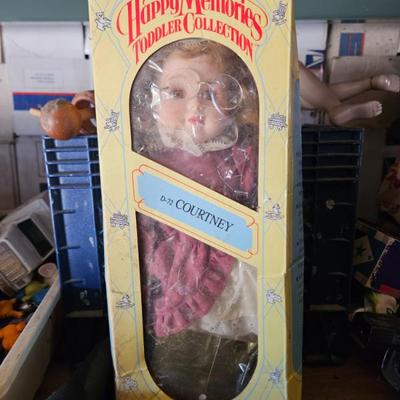 Happy Memories
TODDLER COLLECTION
D-72 COURTNEY